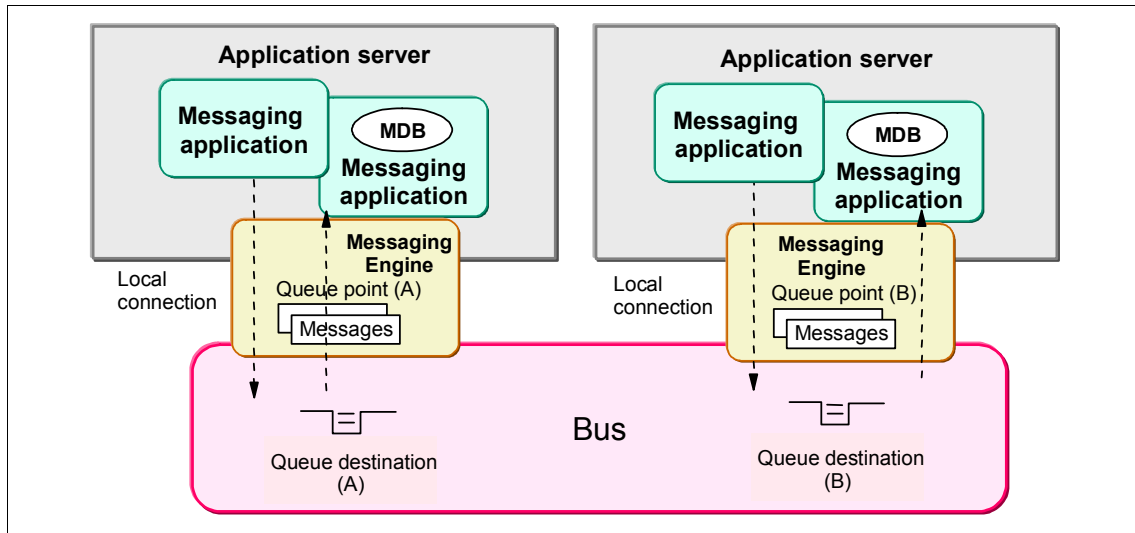 Application server
Messaging
application
MDB
Messaging
application
Messaging
Engine
Local
connection
Queue point (A)
Messages
Application server
Messaging
application
MDB
Messaging
application
Messaging
Engine
Local
connection
Queue point (B)
Messages
Bus
Queue destination
(A)
Queue destination
(B)